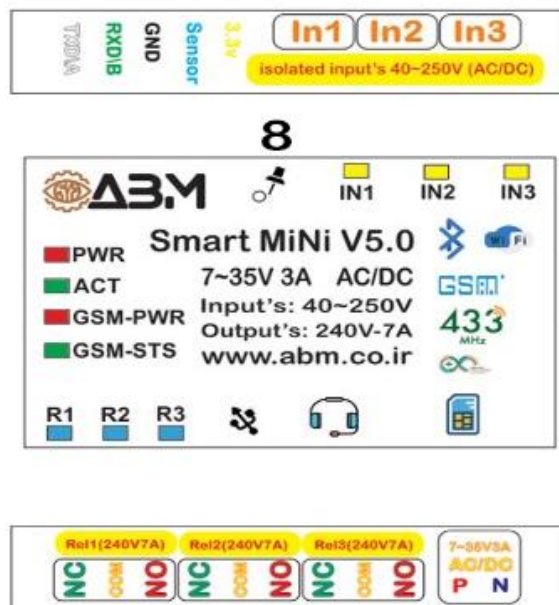 TXD\A RXD\B GND Sensor 3.3v In1 In2 In3
isolated input's 40~250V (AC/DC)
8
ABM IN1 IN2 IN3
Smart MiNi V5.0
PWR
7~35V 3A AC/DC
ACT
Input's: 40~250V
GSM-PWR
Output's: 240V-7A
GSM-STS
www.abm.co.ir
Wi Fi
GSM
433
MHz
R1 R2 R3
Rel1(240V7A) Rel2(240V7A) Rel3(240V7A)
NC COM NO NC COM NO NC COM NO
7~35V3A
AC/DC
P N